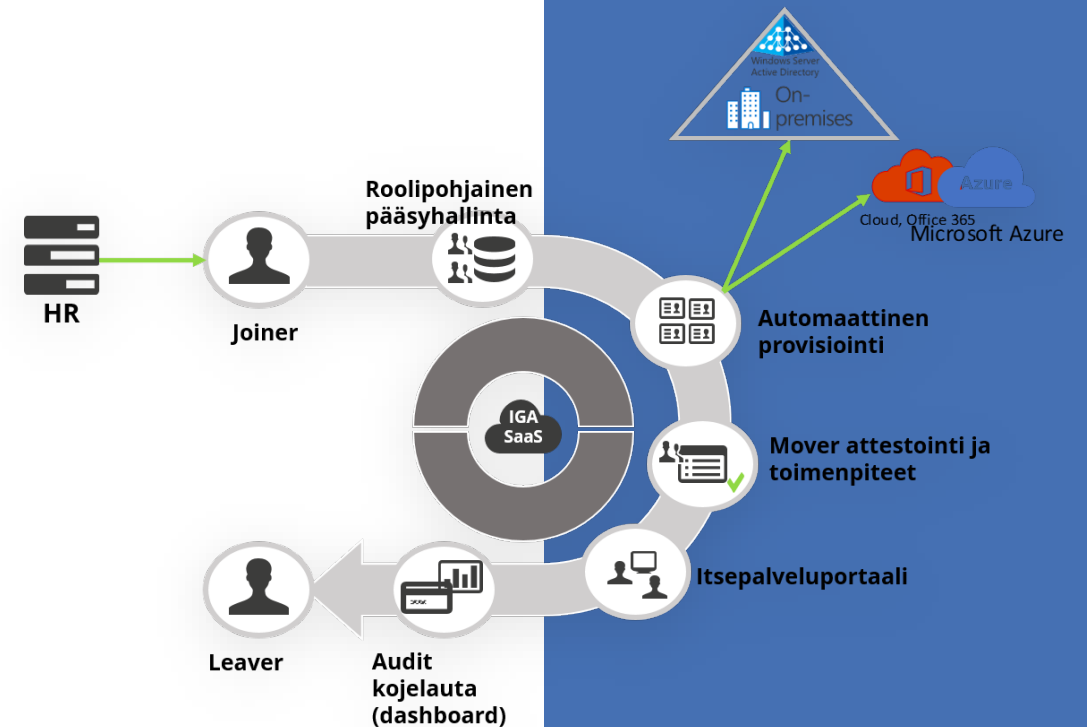 Windows Server
Active Directory
On-
premises
Azure
Cloud, Office 365
Microsoft Azure
Roolipohjainen
pääsyhallinta
HR
Joiner
Automaattinen
provisiointi
IGA
SaaS
Mover attestointi ja
toimenpiteet
Itsepalveluportaali
Leaver
Audit
kojelauta
(dashboard)